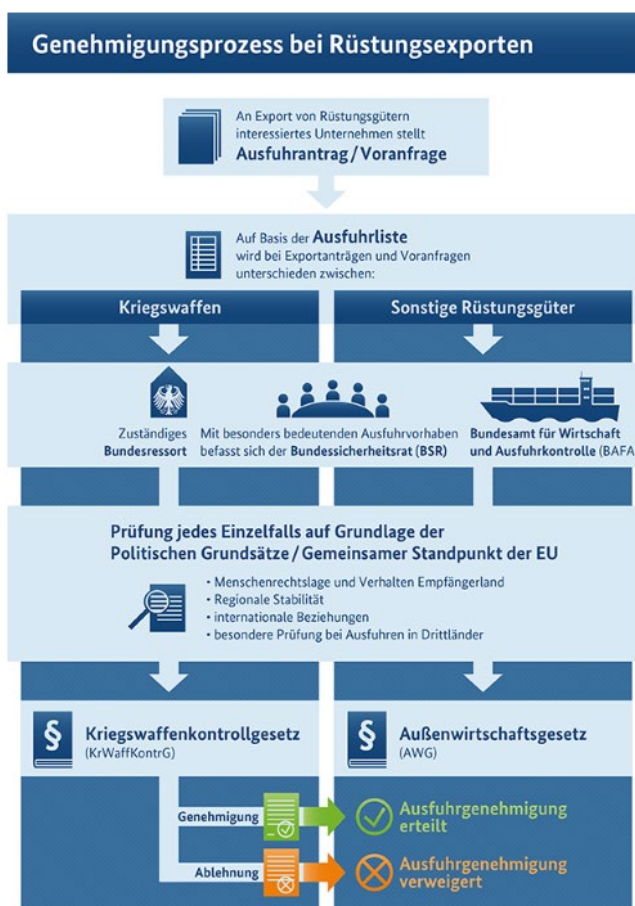 Genehmigungsprozess bei Rüstungsexporten
An Export von Rüstungsgütern
interessiertes Unternehmen stellt
Ausfuhrantrag / Voranfrage
Auf Basis der Ausfuhrliste
wird bei Exportanträgen und Voranfragen
unterschieden zwischen:
Kriegswaffen
Sonstige Rüstungsgüter
Zuständiges
Bundesressort
Mit besonders bedeutenden Ausfuhrvorhaben
befasst sich der Bundessicherheitsrat (BSR)
Bundesamt für Wirtschaft
und Ausfuhrkontrolle (BAFA
Prüfung jedes Einzelfalls auf Grundlage der
Politischen Grundsätze / Gemeinsamer Standpunkt der EU
• Menschenrechtslage und Verhalten Empfängerland
• Regionale Stabilität
• internationale Beziehungen
• besondere Prüfung bei Ausfuhren in Drittländer
§
Kriegswaffenkontrollgesetz
(KrWaffKontrG)
§
Außenwirtschaftsgesetz
(AWG)
Genehmigung
Ausfuhrgenehmigung
erteilt
Ablehnung
Ausfuhrgenehmigung
verweigert